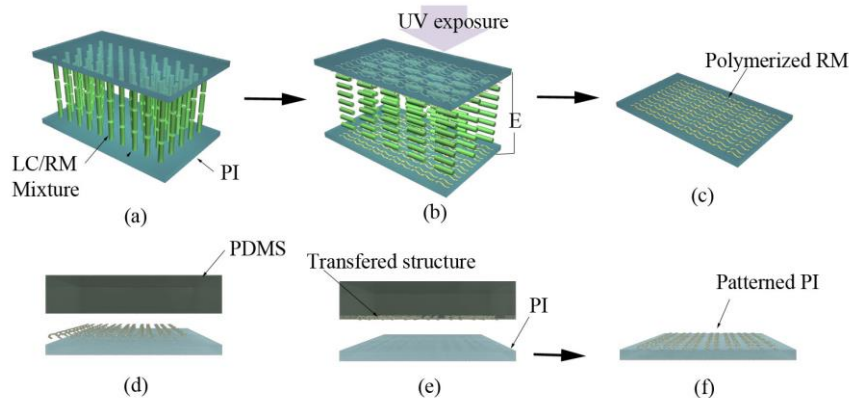 UV exposure
Polymerized RM
E
LC/RM
Mixture
PI
(a)
(b)
(c)
PDMS
Transfered structure
PI
Patterned PI
(d)
(e)
(f)